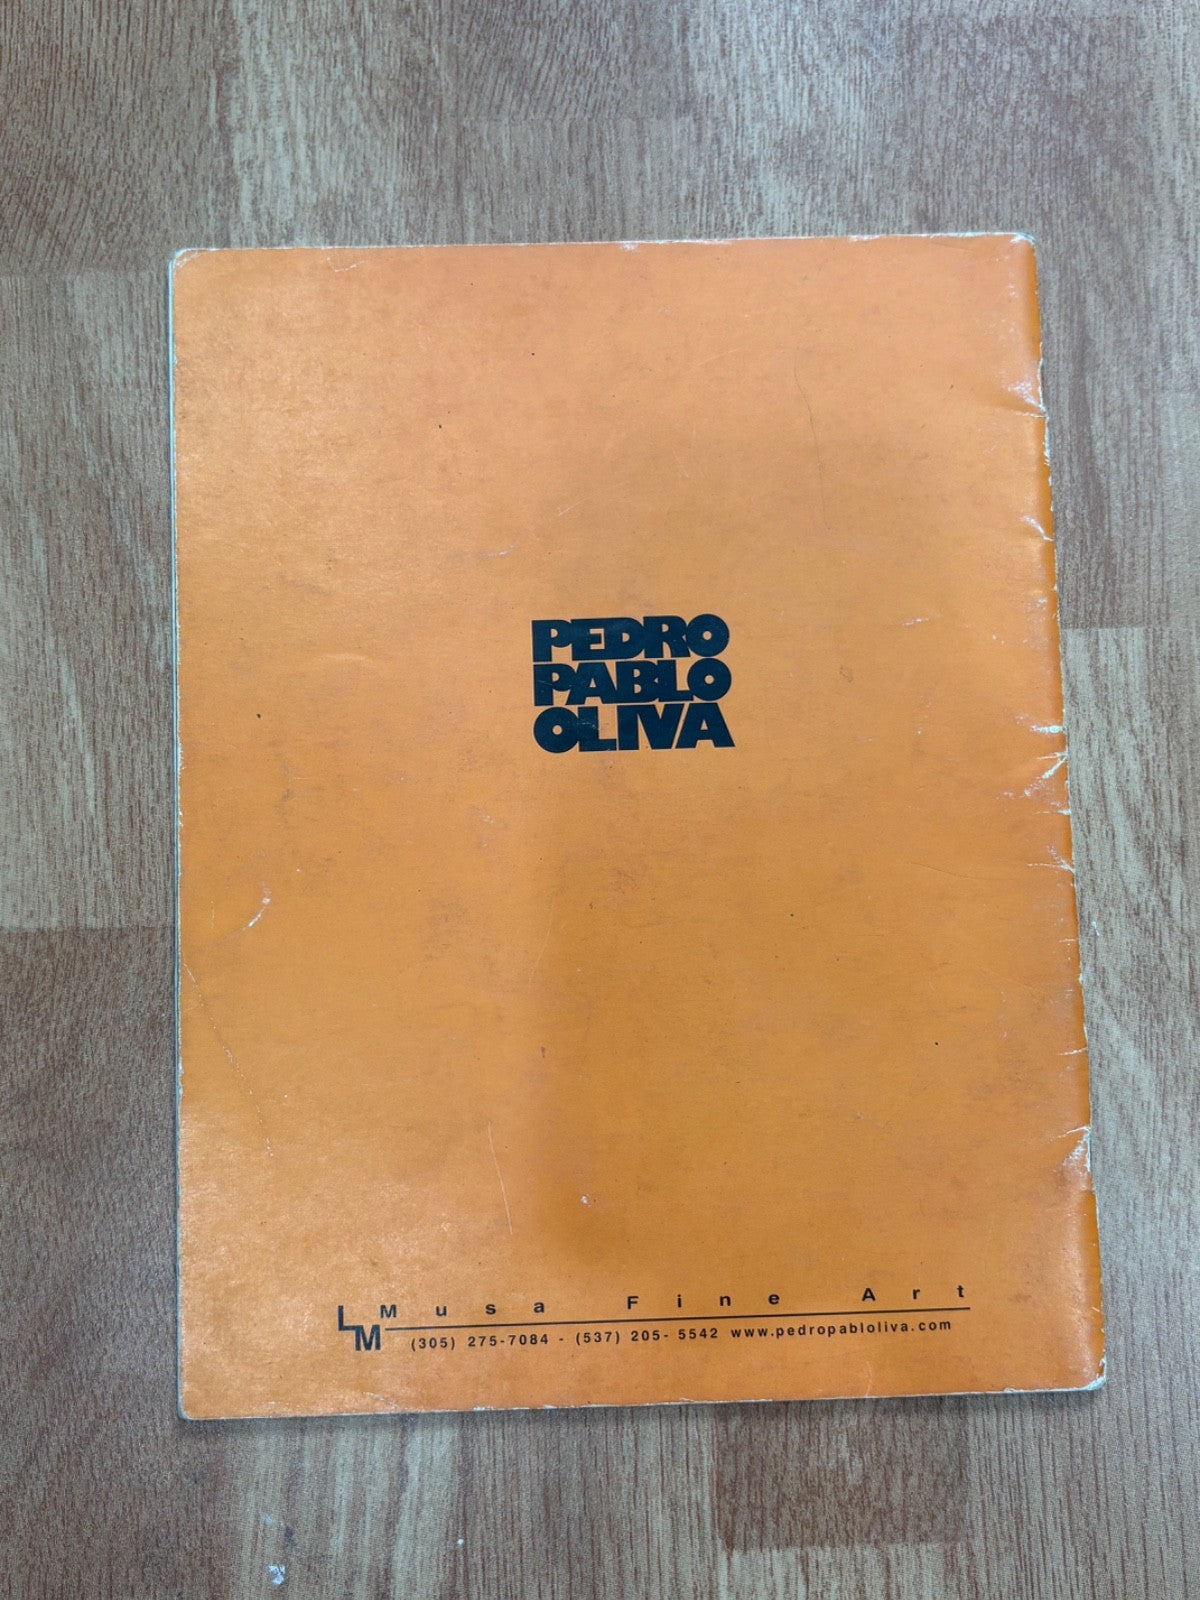 PEDRO
PABLO
OLIVA
LM Musa Fine Art
(305) 275-7084 - (537) 205- 5542 www.pedropabloliva.com